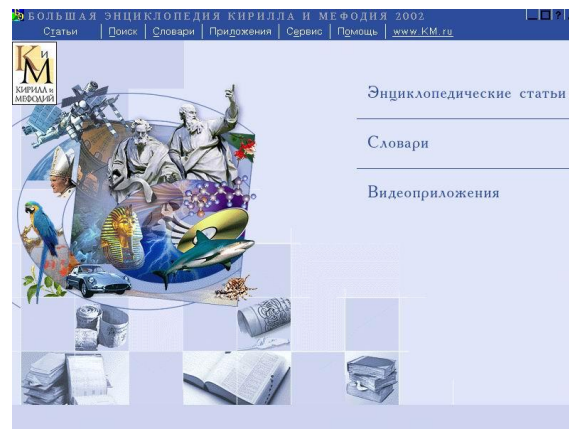 БОЛЬШАЯ ЭНЦИКЛОПЕДИЯ КИРИЛЛА И МЕФОДИЯ 2002
Статьи Поиск Словари Приложения Сервис Помощь www.KM.ru
К и М
КИРИЛЛ и
МЕФОДИЙ
Энциклопедические статьи
Словари
Видеоприложения